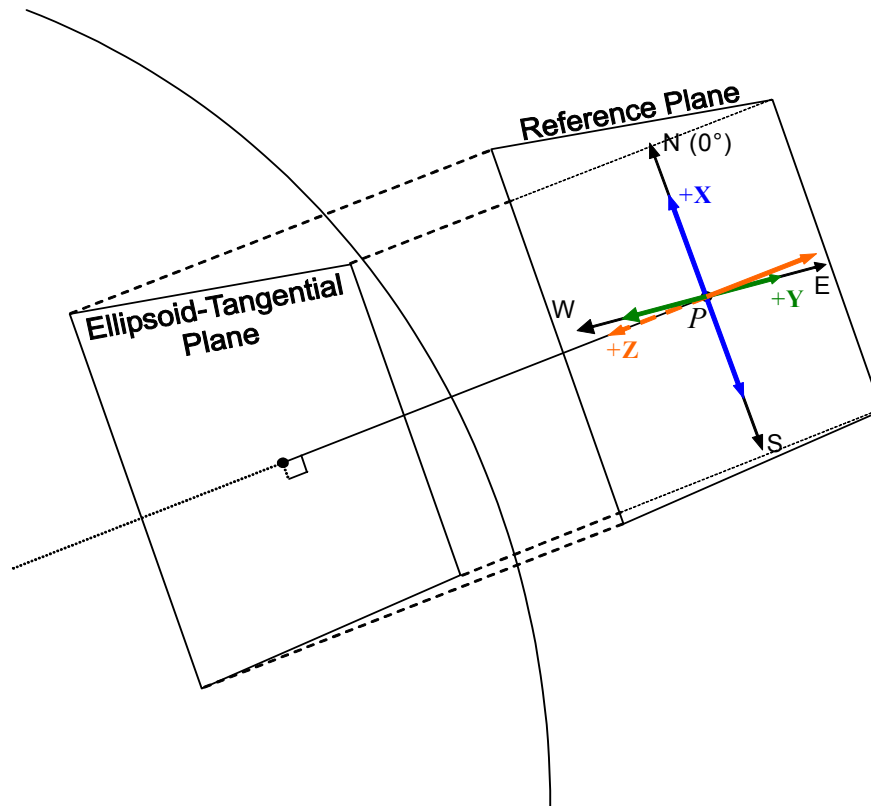 Reference Plane
N (0°)
+X
E
+Y
W
P
+Z
S
Ellipsoid-Tangential
Plane